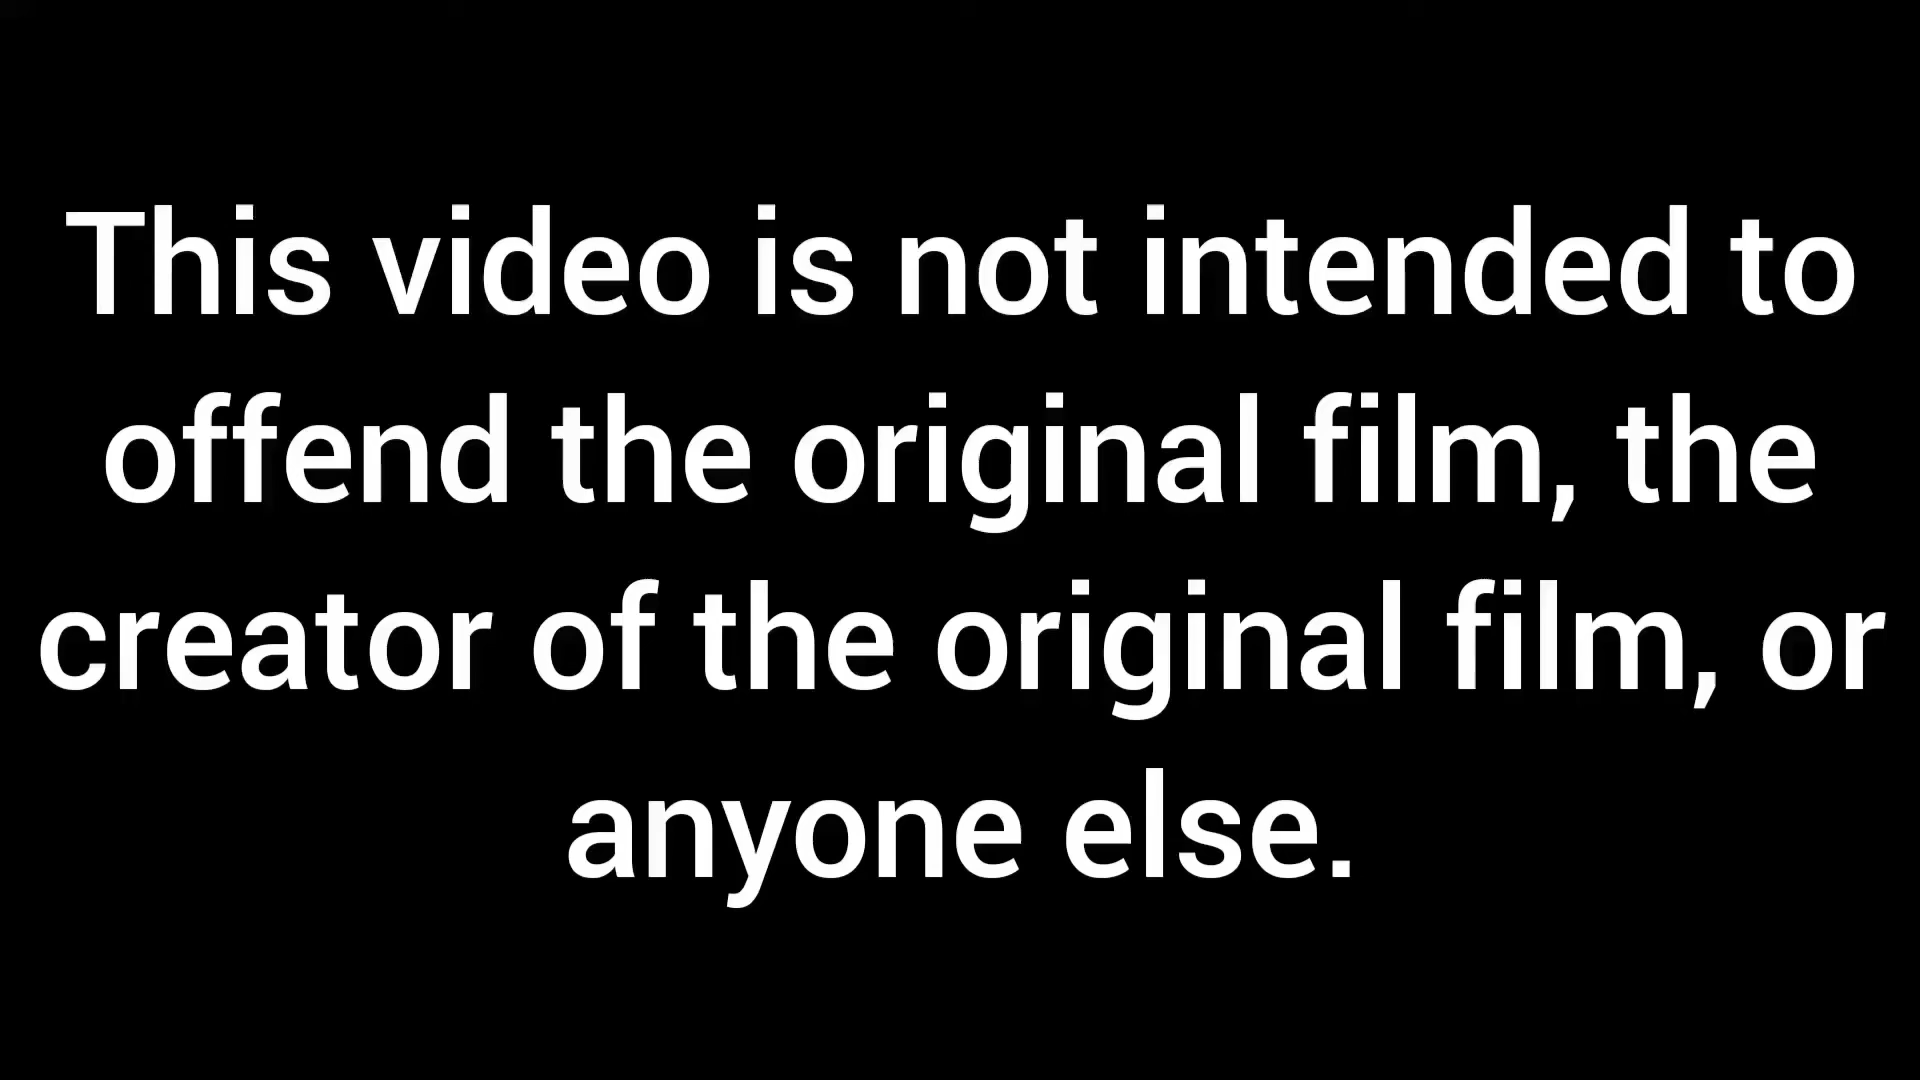 This video is not intended to
offend the original film, the
creator of the original film, or
anyone else.